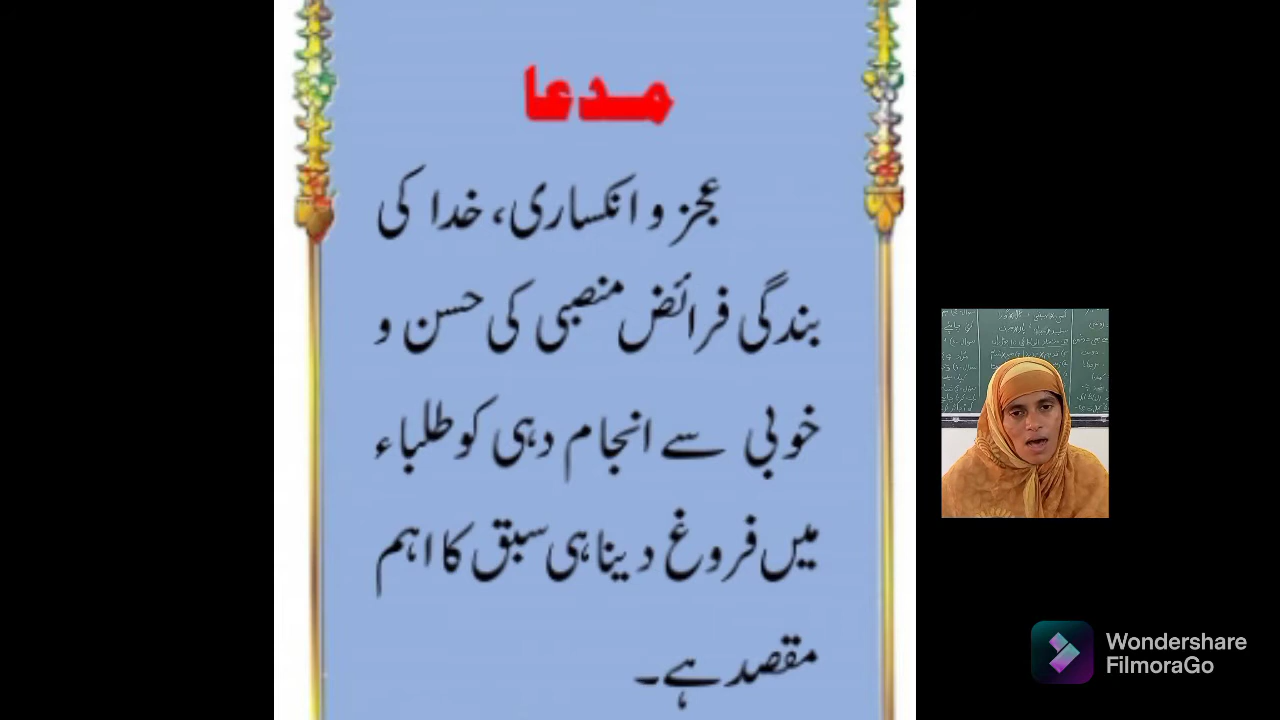 مدعا
عجز و انکساری، خدا کی
بندگی فرائض منصبی کی حسن و
خوبی سے انجام دہی کو طلباء
میں فروغ دینا ہی سبق کا اہم
مقصد ہے۔
Wondershare
FilmoraGo